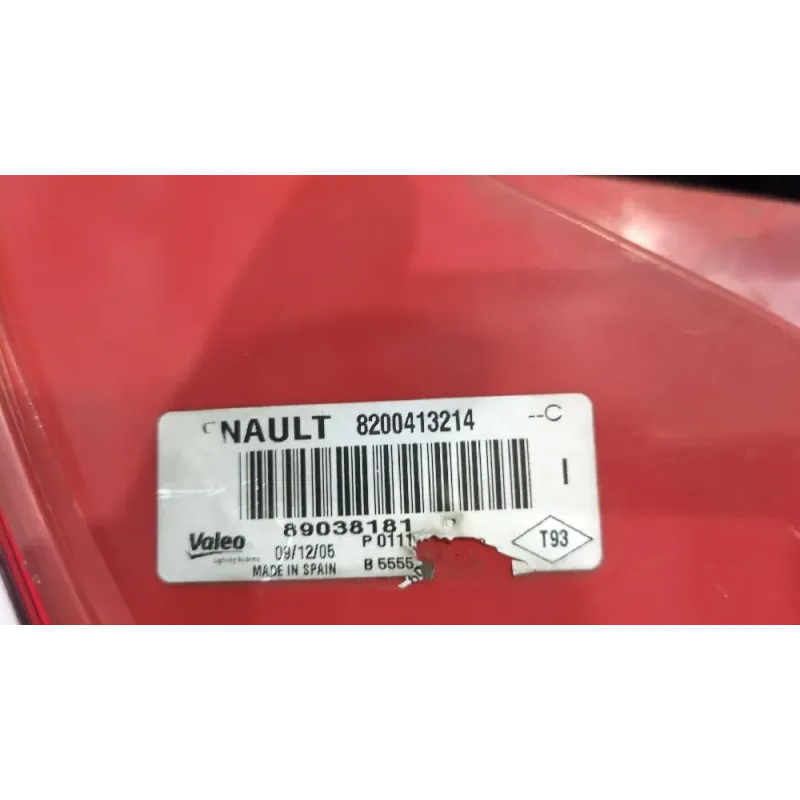 NAULT 8200413214 --C
I
89038181
Valeo 09/12/05 P 0111
T93
MADE IN SPAIN B 5555